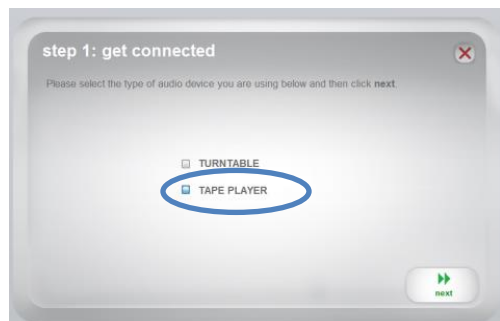 step 1: get connected
Please select the type of audio device you are using below and then click next.
TURNTABLE
TAPE PLAYER
next